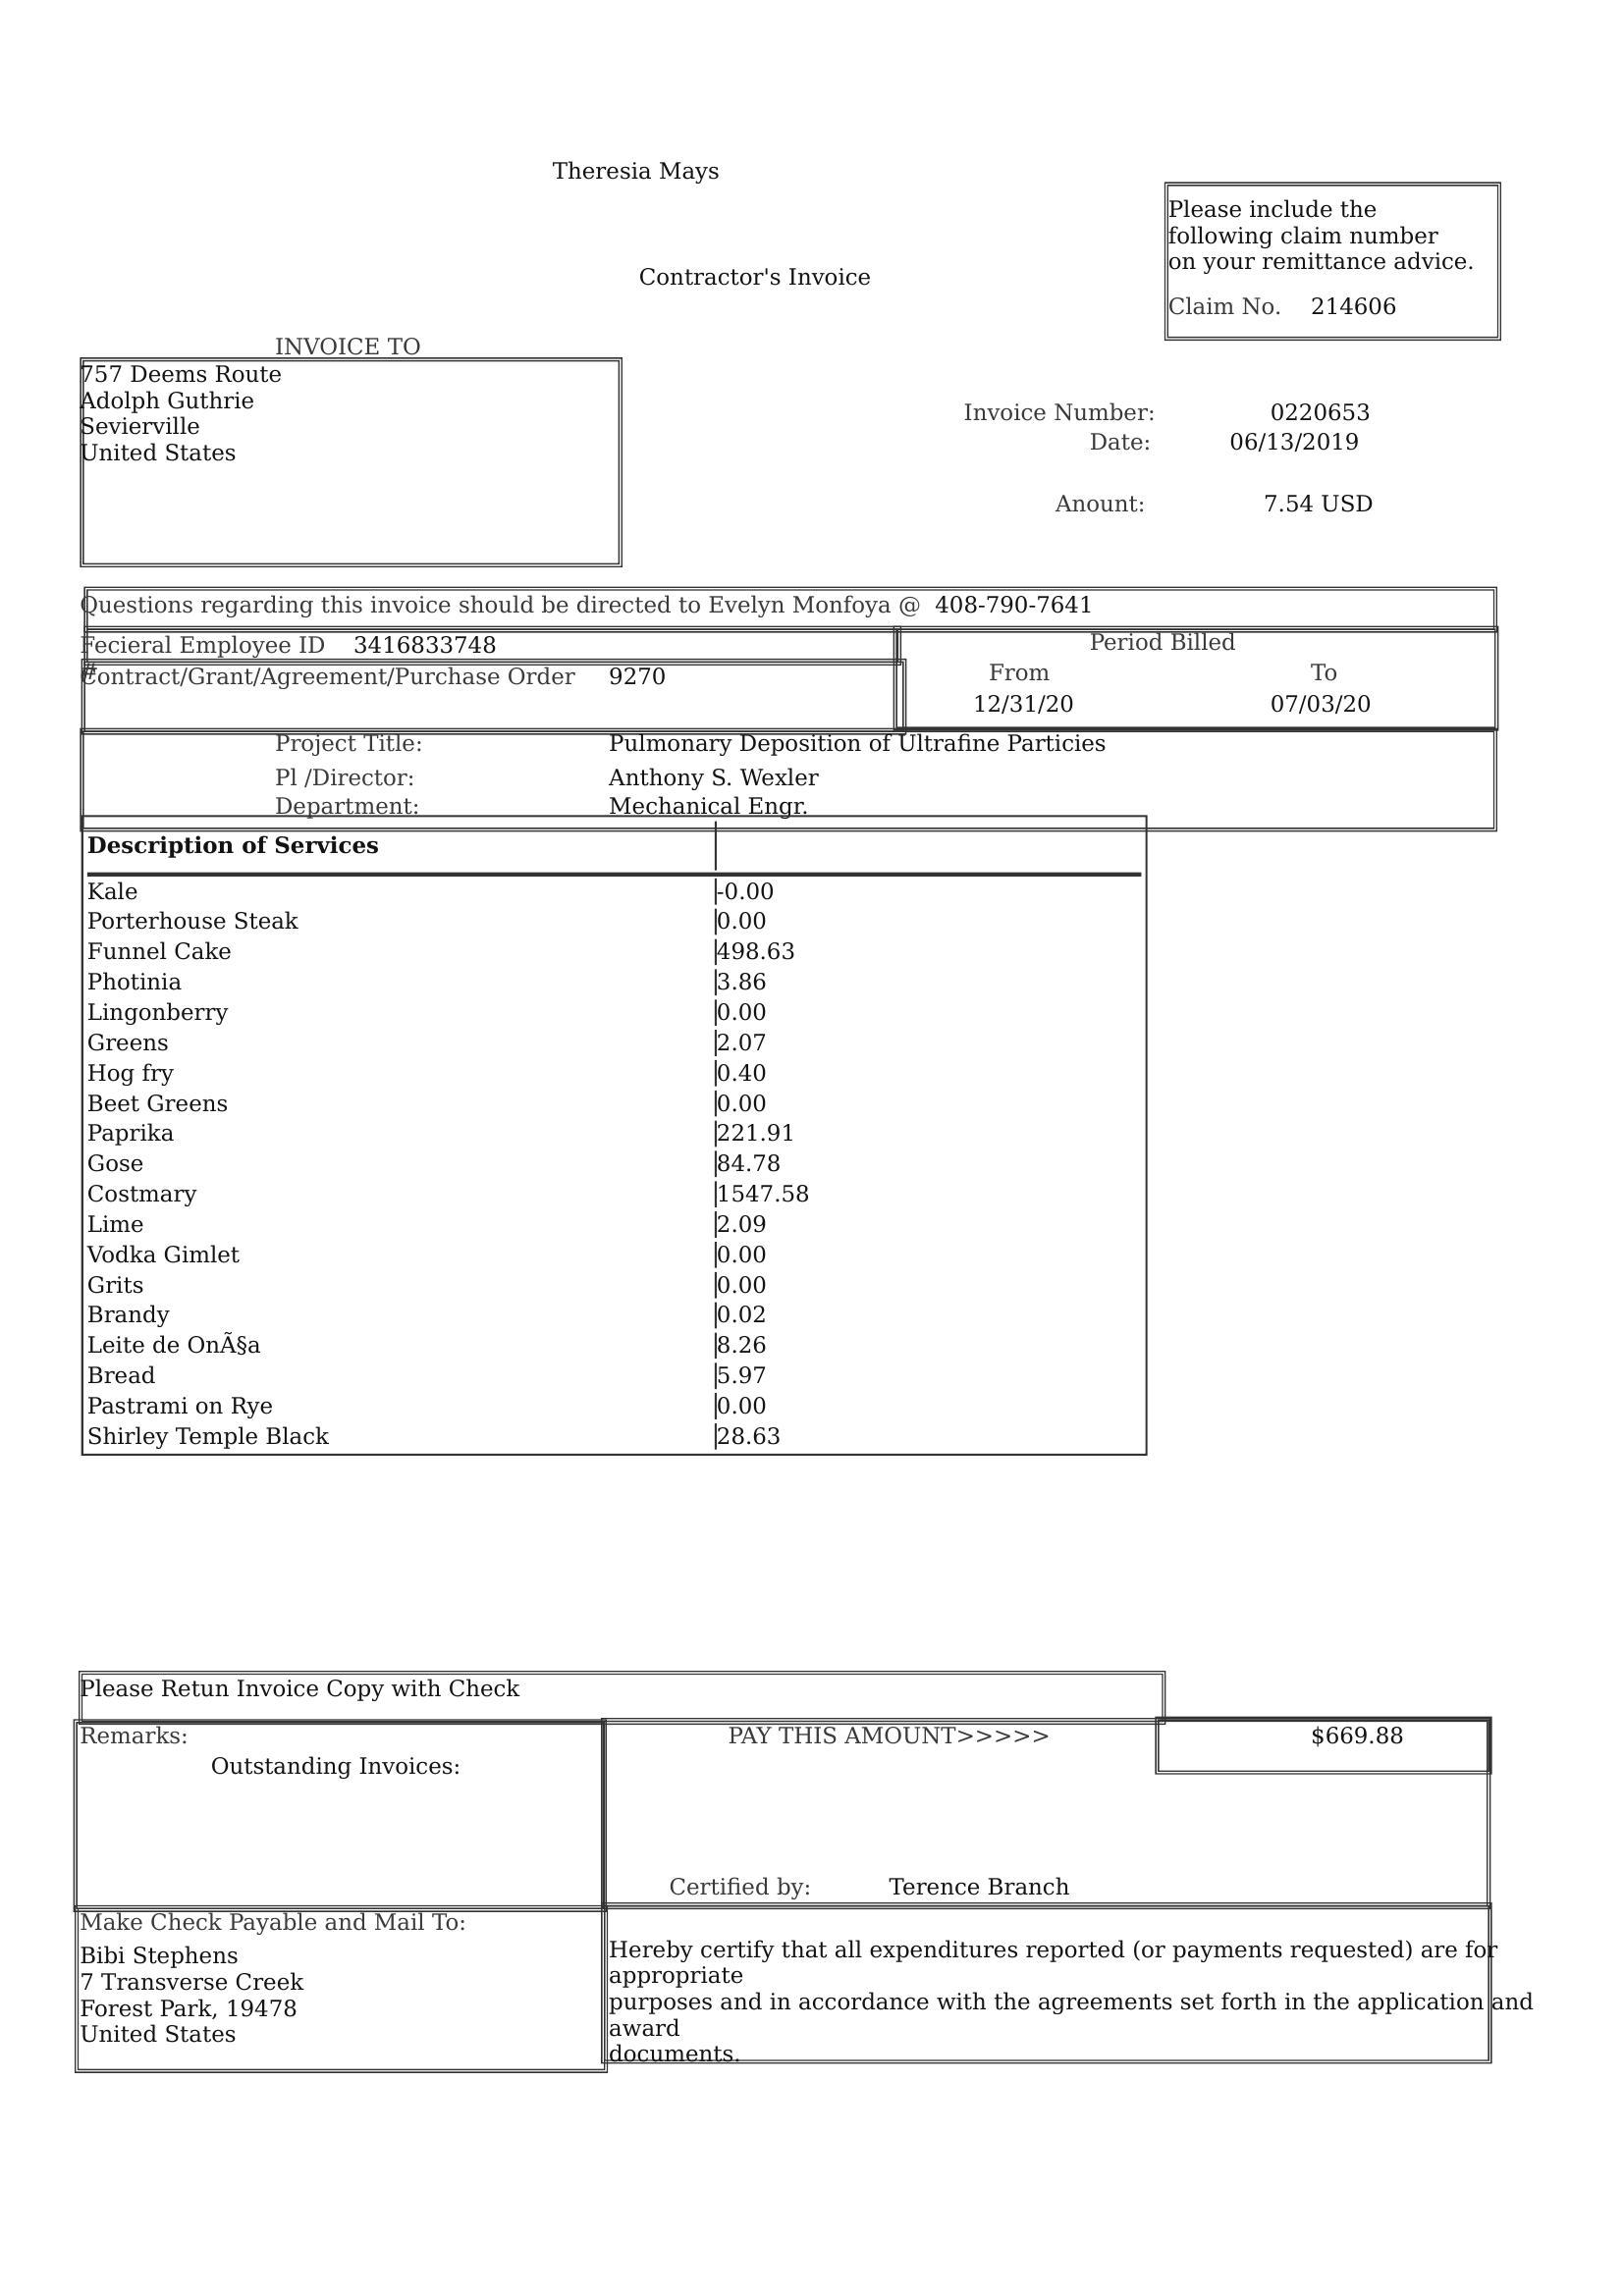 Theresia Mays
Please include the
following claim number
on your remittance advice.
Contractor's Invoice
Claim No. 214606
INVOICE TO
757 Deems Route
Adolph Guthrie
Sevierville
United States
Invoice Number: 0220653
Date: 06/13/2019
Anount: 7.54 USD
Questions regarding this invoice should be directed to Evelyn Monfoya @ 408-790-7641
Fecieral Employee ID 3416833748
#
Period Billed
From To
12/31/20 07/03/20
Contract/Grant/Agreement/Purchase Order 9270
Project Title: Pulmonary Deposition of Ultrafine Particies
Pl /Director: Anthony S. Wexler
Department: Mechanical Engr.
Description of Services
Kale -0.00
Porterhouse Steak 0.00
Funnel Cake 498.63
Photinia 3.86
Lingonberry 0.00
Greens 2.07
Hog fry 0.40
Beet Greens 0.00
Paprika 221.91
Gose 84.78
Costmary 1547.58
Lime 2.09
Vodka Gimlet 0.00
Grits 0.00
Brandy 0.02
Leite de OnÃ§a 8.26
Bread 5.97
Pastrami on Rye 0.00
Shirley Temple Black 28.63
Please Retun Invoice Copy with Check
Remarks:
Outstanding Invoices:
PAY THIS AMOUNT>>>>> $669.88
Certified by: Terence Branch
Make Check Payable and Mail To:
Bibi Stephens
7 Transverse Creek
Forest Park, 19478
United States
Hereby certify that all expenditures reported (or payments requested) are for
appropriate
purposes and in accordance with the agreements set forth in the application and
award
documents.